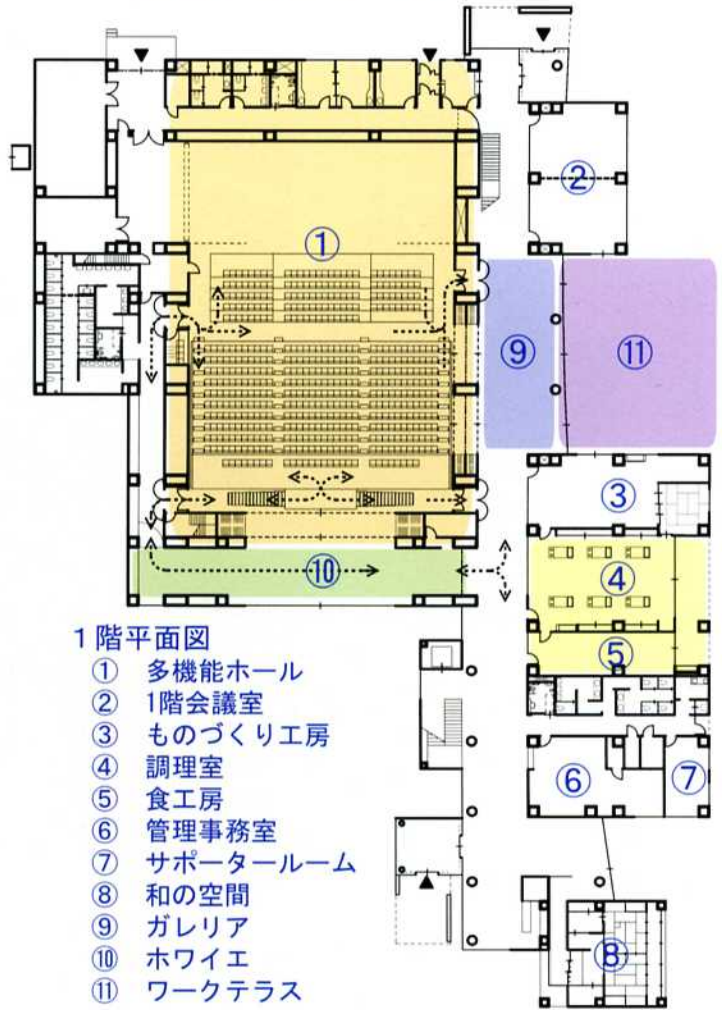 ①
②
⑨
⑪
③
④
⑩
⑤
⑥
⑦
⑧
1階平面図
① 多機能ホール
② 1階会議室
③ ものづくり工房
④ 調理室
⑤ 食工房
⑥ 管理事務室
⑦ サポータールーム
⑧ 和の空間
⑨ ガレリア
⑩ ホワイエ
⑪ ワークテラス